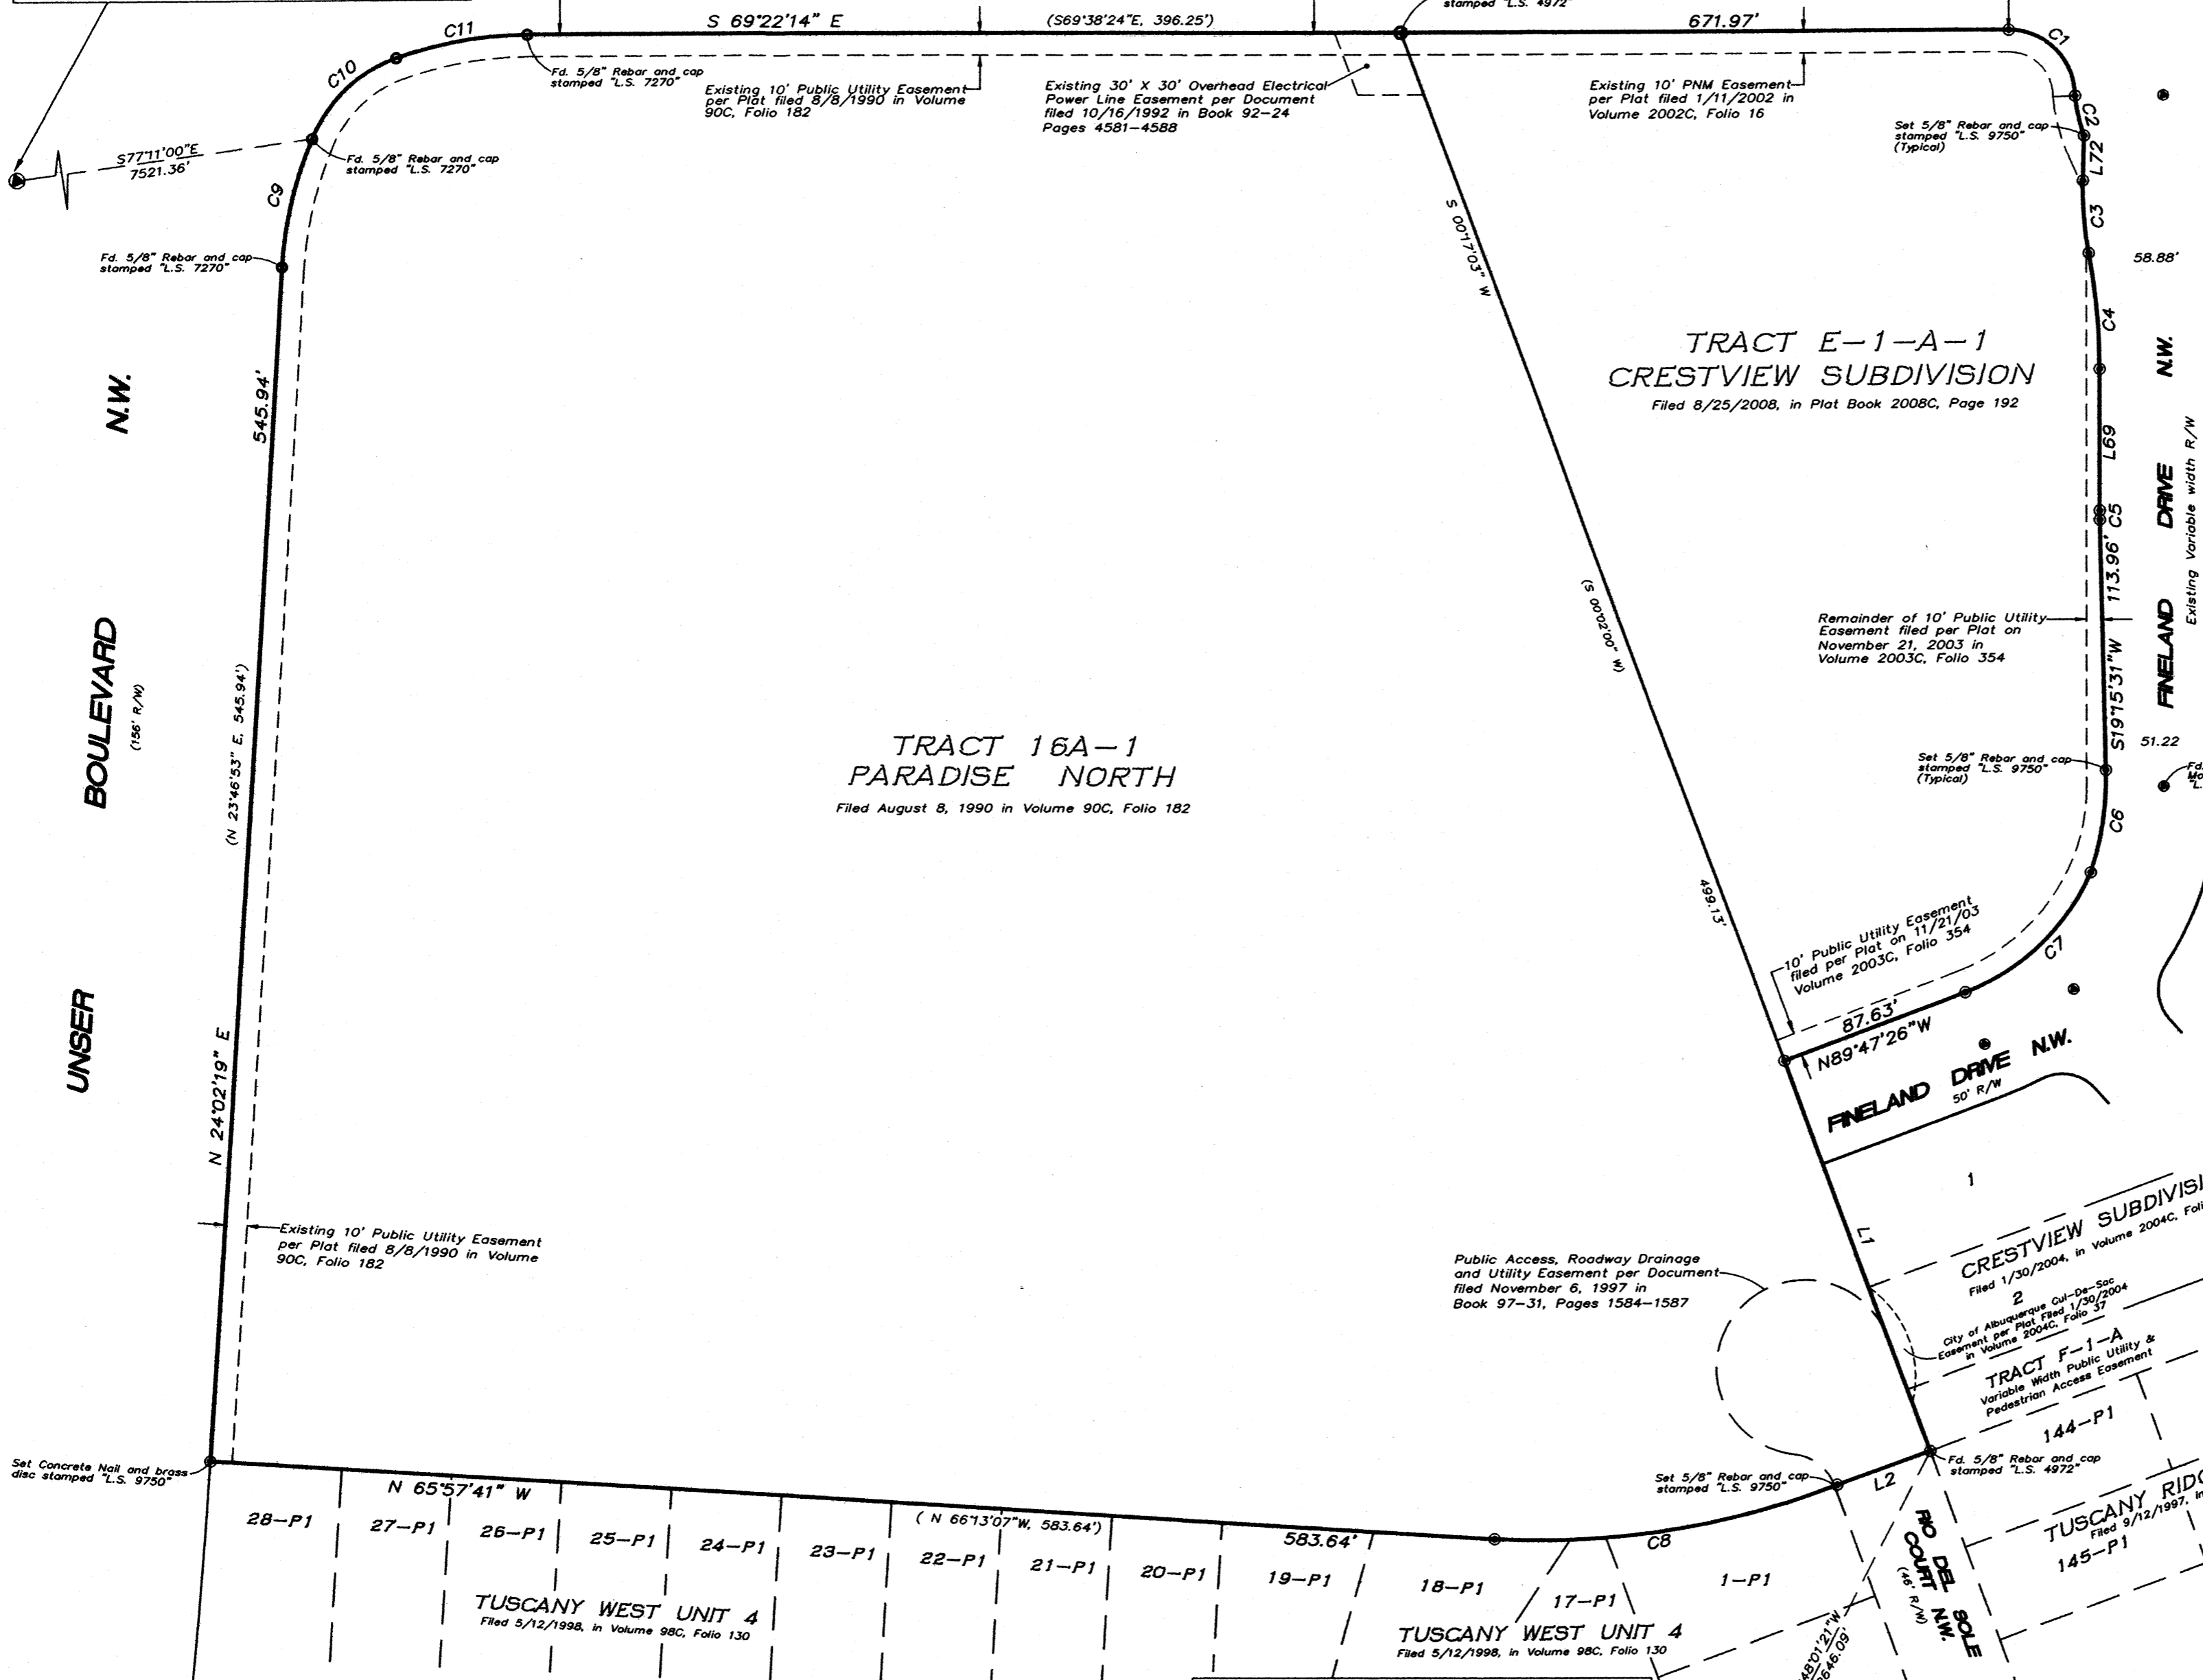 stamped "L.S. 4972"
C11
S 69°22'14" E
(S69°38'24"E, 396.25')
671.97'
C1
C10
Fd. 5/8" Rebar and cap
stamped "L.S. 7270"
Existing 10' Public Utility Easement
per Plat filed 8/8/1990 in Volume
90C, Folio 182
Existing 30' X 30' Overhead Electrical
Power Line Easement per Document
filed 10/16/1992 in Book 92-24
Pages 4581-4588
Existing 10' PNM Easement
per Plat filed 1/11/2002 in
Volume 2002C, Folio 16
C2
Set 5/8" Rebar and cap
stamped "L.S. 9750"
(Typical)
L72
S77°11'00"E
7521.36'
Fd. 5/8" Rebar and cap
stamped "L.S. 7270"
C9
C3
S 00°17'03" W
Fd. 5/8" Rebar and cap
stamped "L.S. 7270"
58.88'
C4
TRACT E-1-A-1
CRESTVIEW SUBDIVISION
Filed 8/25/2008, in Plat Book 2008C, Page 192
545.94'
L69
C5
113.96'
S19°15'31"W
FINELAND DRIVE N.W.
Existing Variable width R/W
(S 00°02'00" W)
Remainder of 10' Public Utility
Easement filed per Plat on
November 21, 2003 in
Volume 2003C, Folio 354
UNSER BOULEVARD N.W.
(156' R/W)
(N 23°46'53" E, 545.94')
TRACT 16A-1
PARADISE NORTH
Filed August 8, 1990 in Volume 90C, Folio 182
51.22
Set 5/8" Rebar and cap
stamped "L.S. 9750"
(Typical)
Fd.
C6
499.13'
10' Public Utility Easement
filed per Plat on 11/21/03
Volume 2003C, Folio 354
C7
87.63'
N89°47'26"W
FINELAND DRIVE N.W.
50' R/W
N 24°02'19" E
1
L1
CRESTVIEW SUBDIVISI
Filed 1/30/2004, in Volume 2004C, Foli
2
City of Albuquerque Cul-De-Sac
Easement per Plat Filed 1/30/2004
in Volume 2004C, Folio 37
TRACT F-1-A
Variable Width Public Utility &
Pedestrian Access Easement
Existing 10' Public Utility Easement
per Plat filed 8/8/1990 in Volume
90C, Folio 182
Public Access, Roadway Drainage
and Utility Easement per Document
filed November 6, 1997 in
Book 97-31, Pages 1584-1587
144-P1
Set Concrete Nail and brass
disc stamped "L.S. 9750"
N 65°57'41" W
(N 66°13'07"W, 583.64')
583.64'
C8
Set 5/8" Rebar and cap
stamped "L.S. 9750"
L2
Fd. 5/8" Rebar and cap
stamped "L.S. 4972"
TUSCANY RIDG
Filed 9/12/1997, in
145-P1
28-P1
27-P1
26-P1
25-P1
24-P1
23-P1
22-P1
21-P1
20-P1
19-P1
18-P1
17-P1
1-P1
RIO DEL SOLE
COURT N.W.
(46' R/W)
TUSCANY WEST UNIT 4
Filed 5/12/1998, in Volume 98C, Folio 130
TUSCANY WEST UNIT 4
Filed 5/12/1998, in Volume 98C, Folio 130
48°01'21"W
646.09'